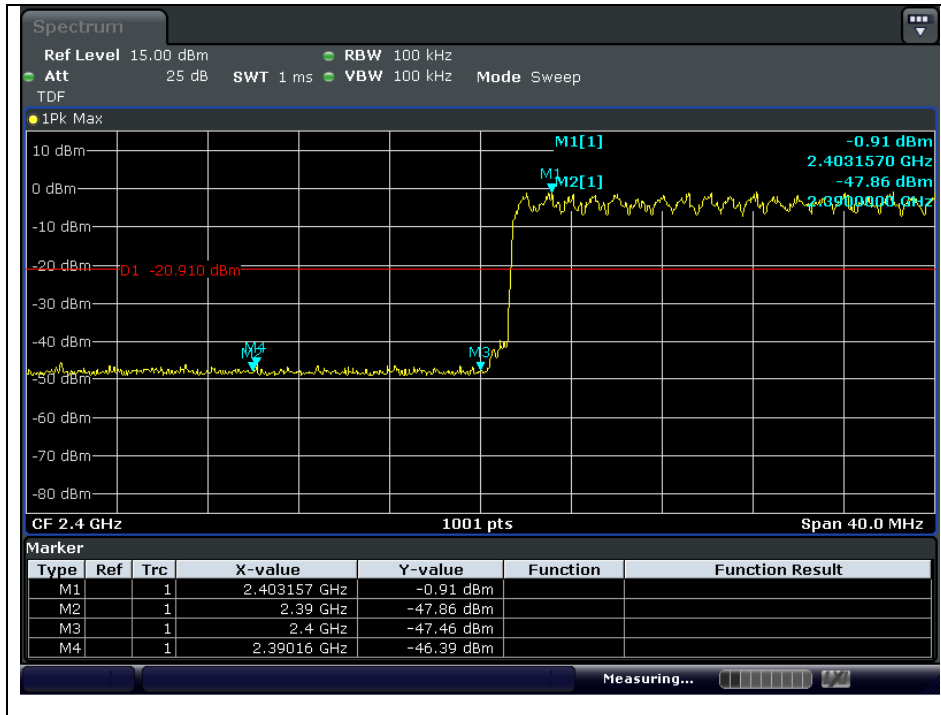 Spectrum
Ref Level 15.00 dBm RBW 100 kHz
Att 25 dB SWT 1 ms VBW 100 kHz Mode Sweep
TDF
1Pk Max
M1[1] -0.91 dBm
2.4031570 GHz
M2[1] -47.86 dBm
2.3900000 GHz
10 dBm
M1
0 dBm
-10 dBm
-20 dBm
D1 -20.910 dBm
-30 dBm
-40 dBm
M2
M4
M3
-50 dBm
-60 dBm
-70 dBm
-80 dBm
CF 2.4 GHz 1001 pts Span 40.0 MHz
Marker
Type Ref Trc X-value Y-value Function Function Result
M1 1 2.403157 GHz -0.91 dBm
M2 1 2.39 GHz -47.86 dBm
M3 1 2.4 GHz -47.46 dBm
M4 1 2.39016 GHz -46.39 dBm
Measuring...